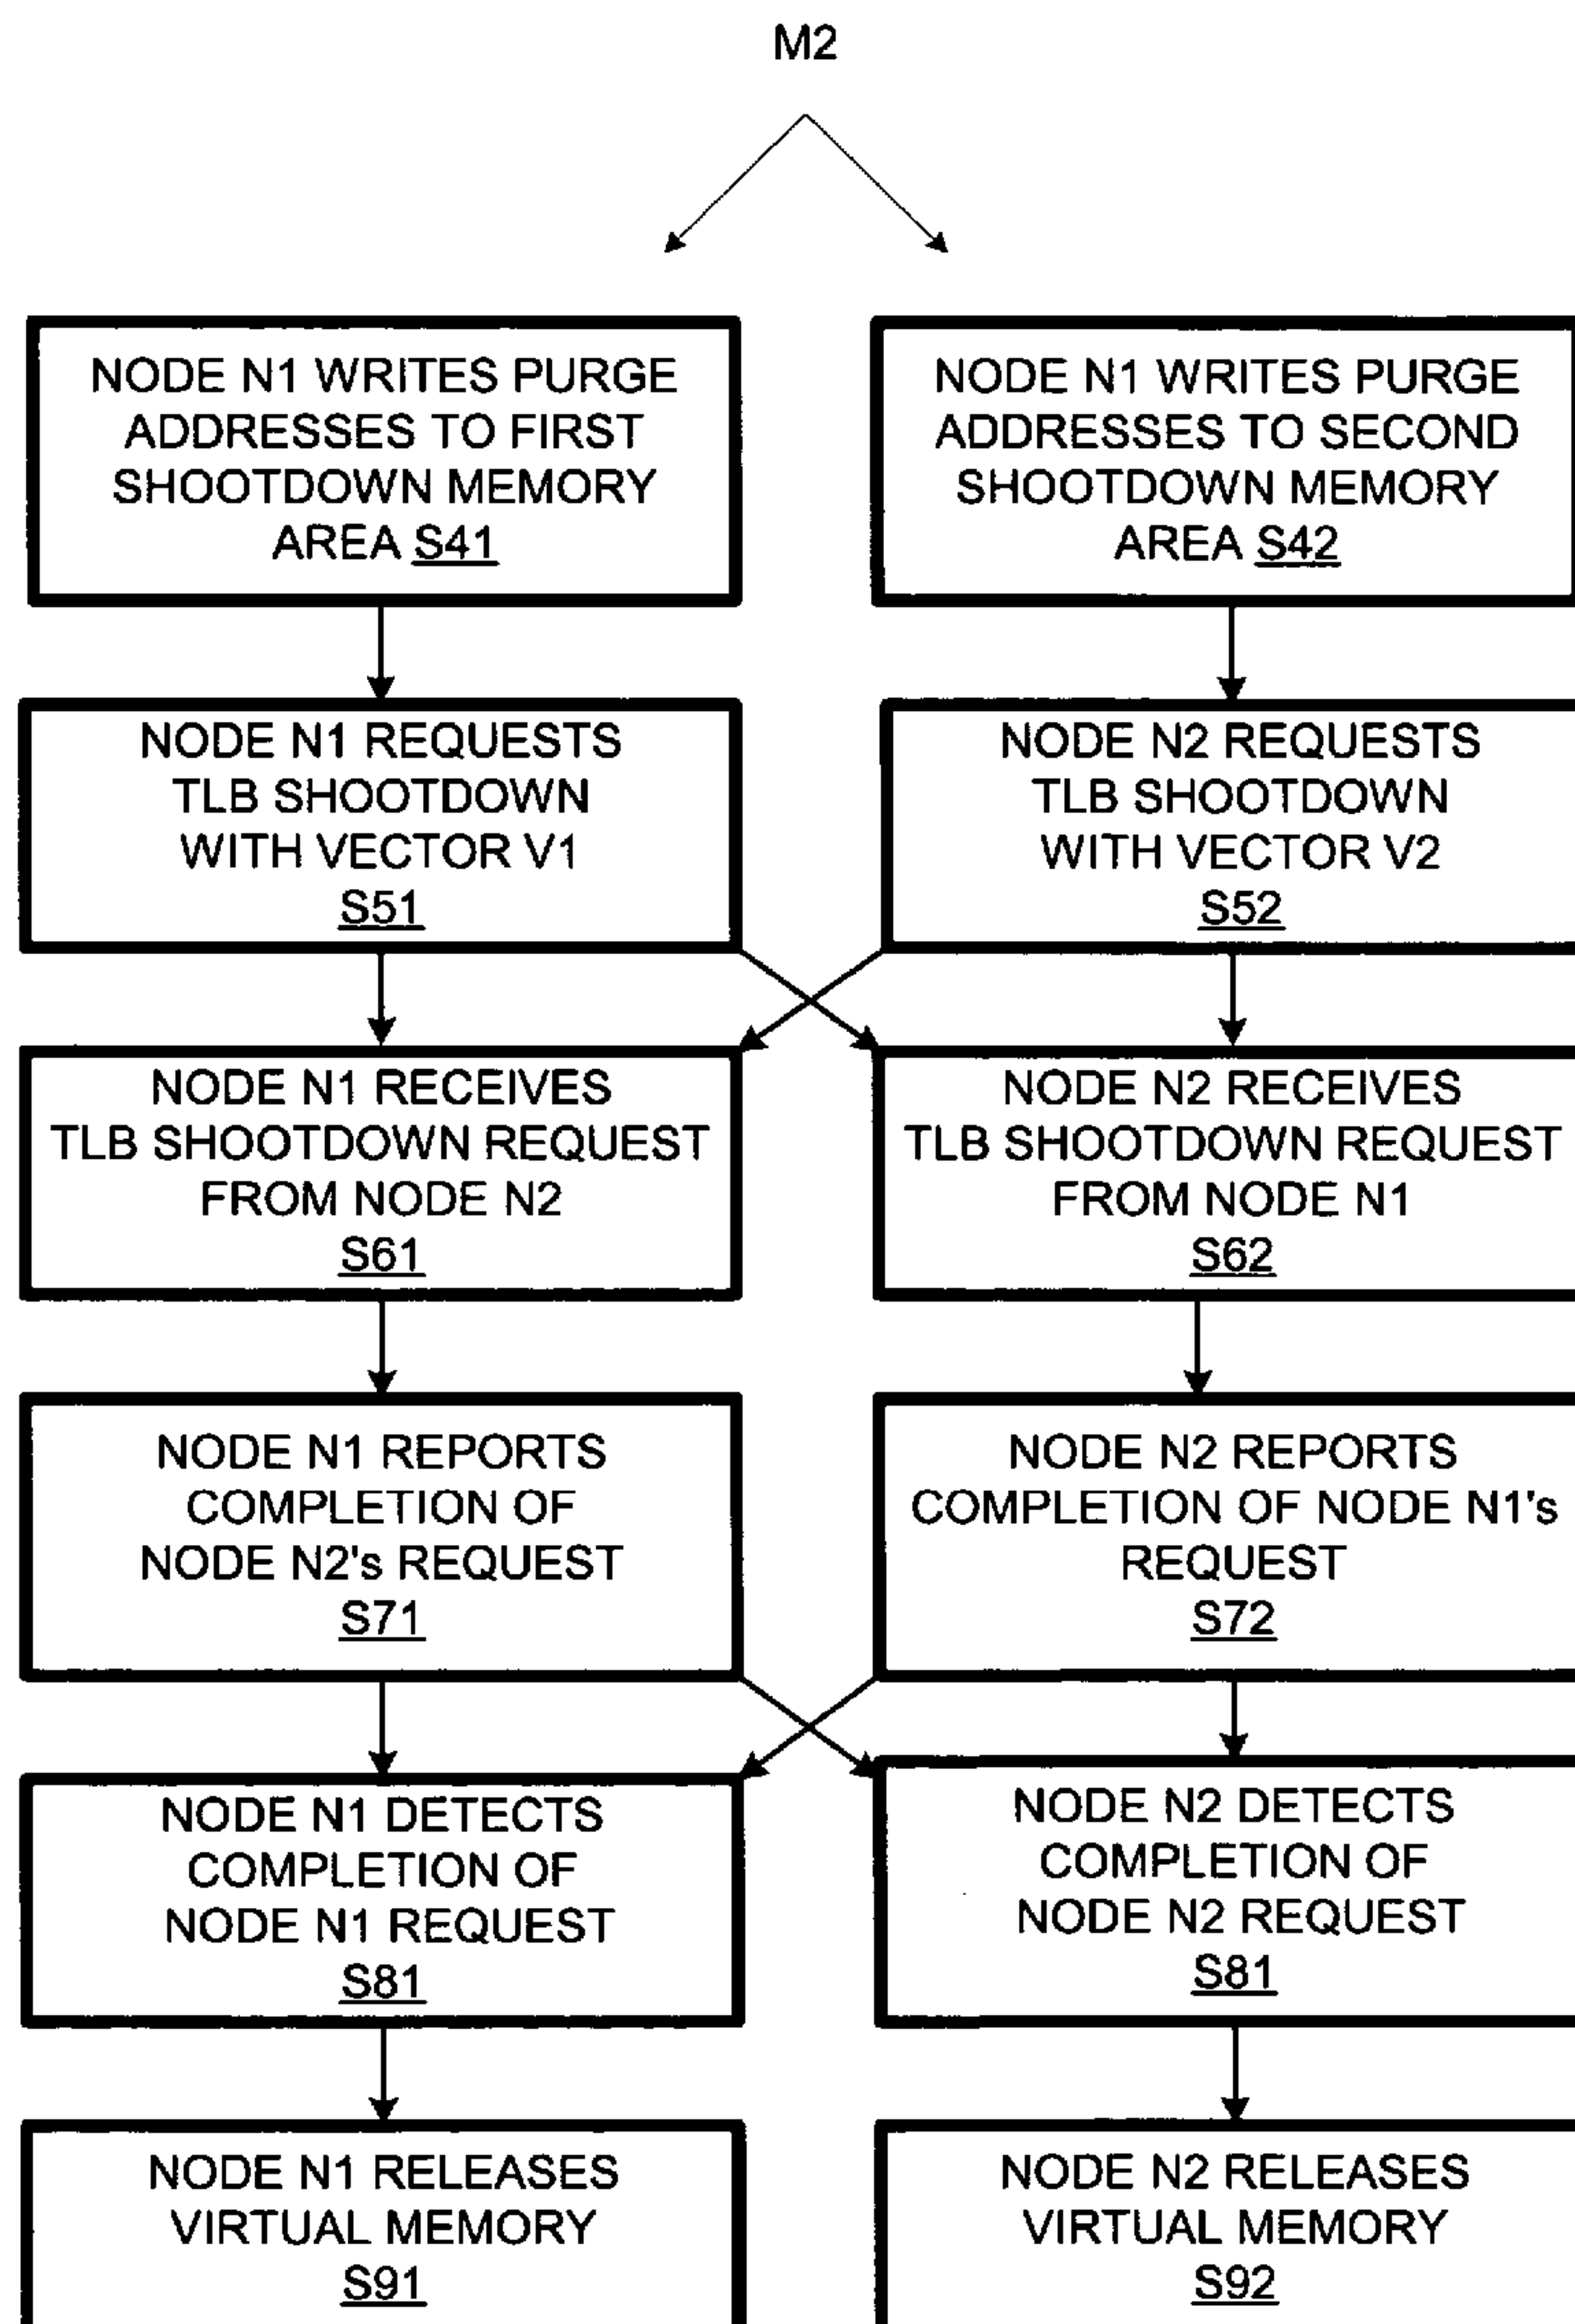 M2
NODE N1 WRITES PURGE
ADDRESSES TO FIRST
SHOOTDOWN MEMORY
AREA S41
NODE N1 WRITES PURGE
ADDRESSES TO SECOND
SHOOTDOWN MEMORY
AREA S42
NODE N1 REQUESTS
TLB SHOOTDOWN
WITH VECTOR V1
S51
NODE N2 REQUESTS
TLB SHOOTDOWN
WITH VECTOR V2
S52
NODE N1 RECEIVES
TLB SHOOTDOWN REQUEST
FROM NODE N2
S61
NODE N2 RECEIVES
TLB SHOOTDOWN REQUEST
FROM NODE N1
S62
NODE N1 REPORTS
COMPLETION OF
NODE N2's REQUEST
S71
NODE N2 REPORTS
COMPLETION OF NODE N1's
REQUEST
S72
NODE N1 DETECTS
COMPLETION OF
NODE N1 REQUEST
S81
NODE N2 DETECTS
COMPLETION OF
NODE N2 REQUEST
S81
NODE N1 RELEASES
VIRTUAL MEMORY
S91
NODE N2 RELEASES
VIRTUAL MEMORY
S92